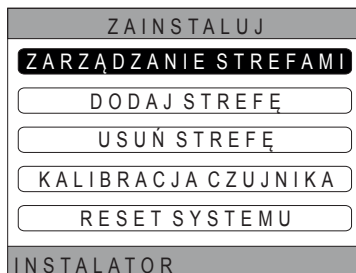 ZAINSTALUJ
ZARZĄDZANIE STREFAMI
DODAJ STREFĘ
USUŃ STREFĘ
KALIBRACJA CZUJNIKA
RESET SYSTEMU
INSTALATOR